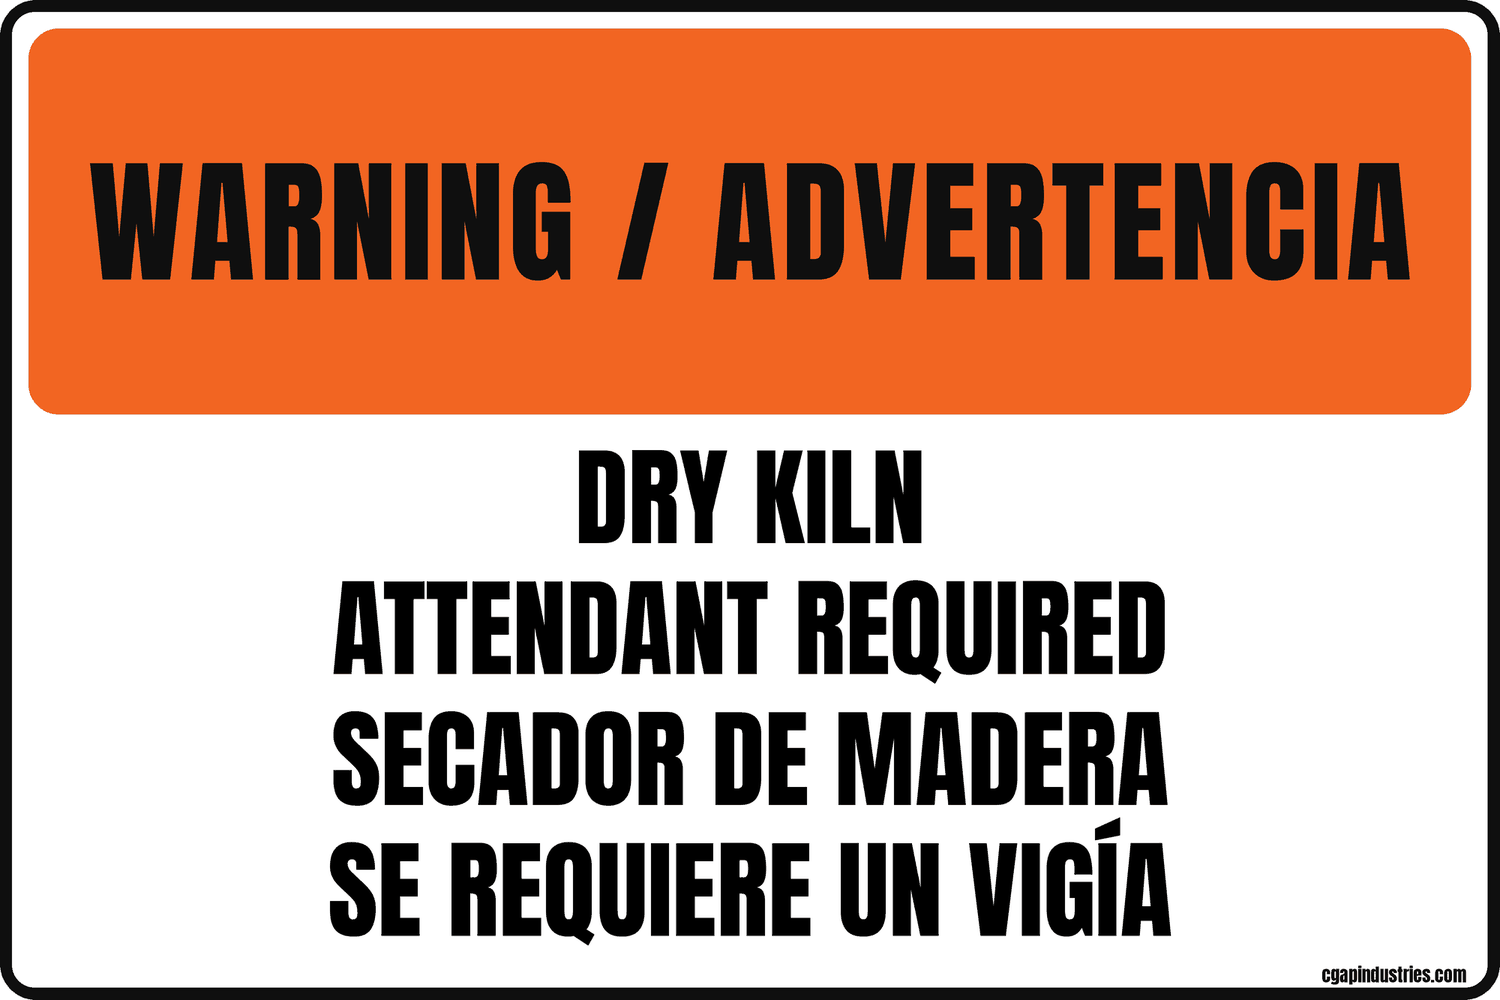 WARNING / ADVERTENCIA
DRY KILN
ATTENDANT REQUIRED
SECADOR DE MADERA
SE REQUIERE UN VIGÍA
cgapindustries.com